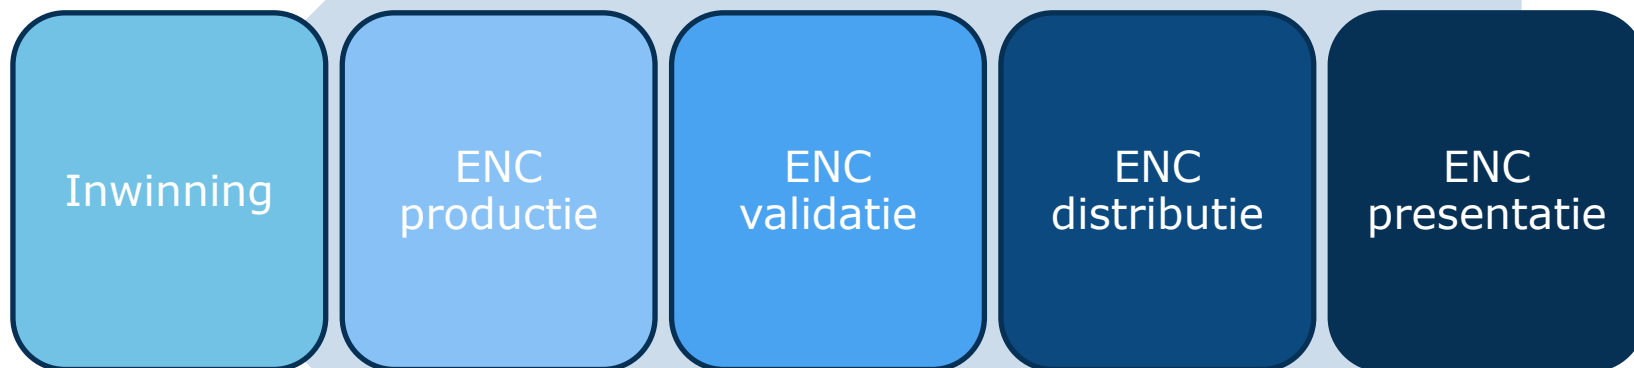 Inwinning
ENC
productie
ENC
validatie
ENC
distributie
ENC
presentatie